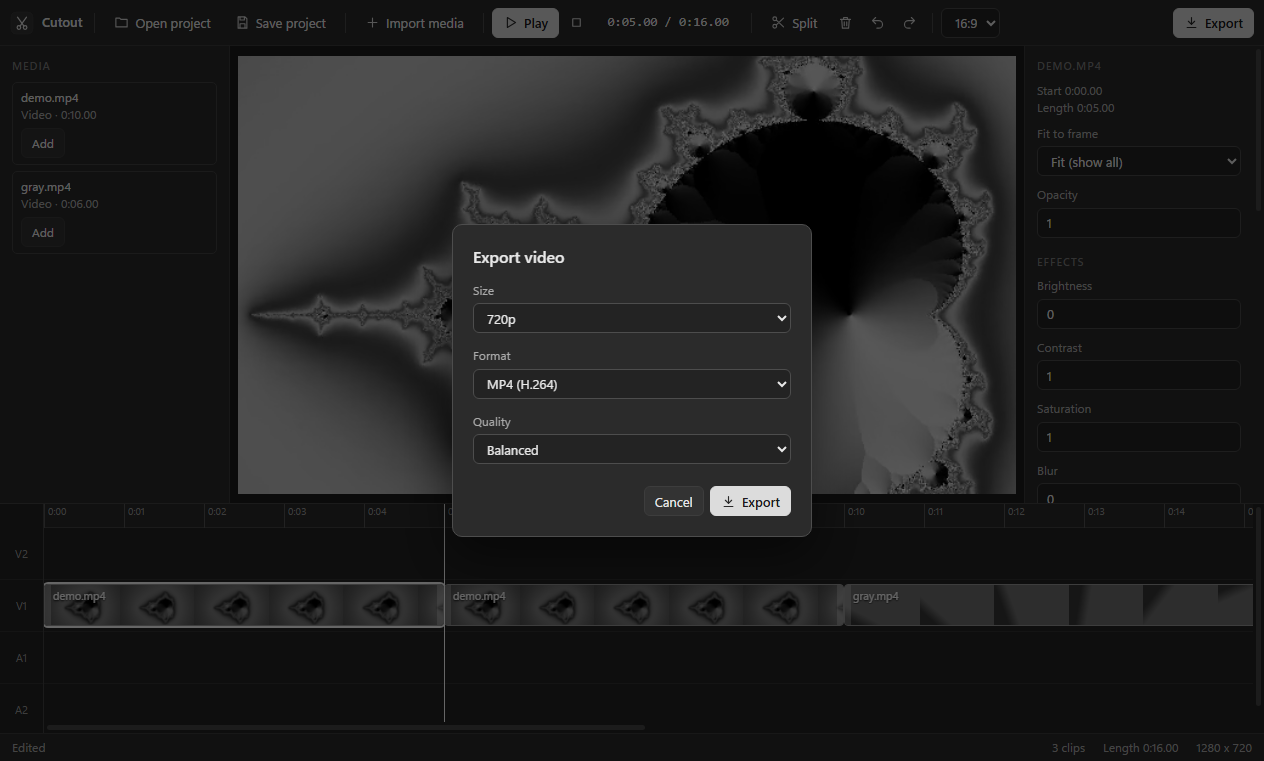 Cutout Open project Save project Import media Play 0:05.00 / 0:16.00 Split 16:9 Export
MEDIA
demo.mp4
Video · 0:10.00
Add
gray.mp4
Video · 0:06.00
Add
DEMO.MP4
Start 0:00.00
Length 0:05.00
Fit to frame
Fit (show all)
Opacity
1
EFFECTS
Brightness
0
Contrast
1
Saturation
1
Blur
0
Export video
Size
720p
Format
MP4 (H.264)
Quality
Balanced
Cancel Export
0:00 0:01 0:02 0:03 0:04 0:10 0:11 0:12 0:13 0:14
V2
V1 demo.mp4 demo.mp4 gray.mp4
A1
A2
Edited 3 clips Length 0:16.00 1280 x 720